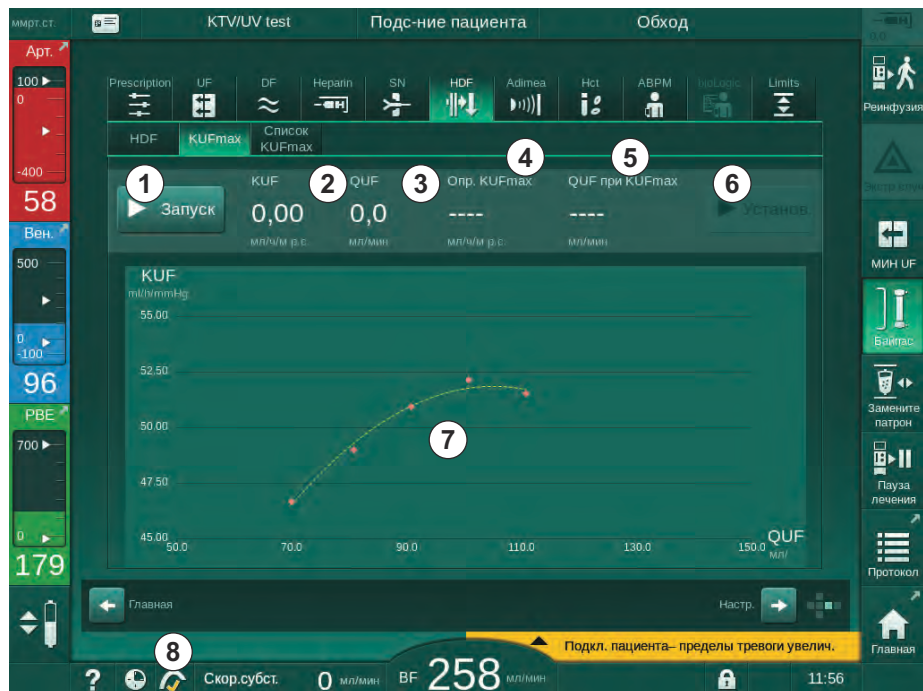 ммрт.ст.
KTV/UV test
Подс-ние пациента
Обход
0,0
Арт.
100
0
-400
58
Вен.
500
0
-100
96
PBE
700
0
179
Prescription
UF
DF
Heparin
SN
HDF
Adimea
Hct
ABPM
bioLogic
Limits
HDF
KUFmax
Список
KUFmax
1
2
3
4
5
6
Запуск
KUF
0,00
мл/ч/м р.с.
QUF
0,0
мл/мин
Опр. KUFmax
----
мл/ч/м р.с.
QUF при KUFmax
----
мл/мин
Установ.
KUF
ml/h/mmHg
55.00
52.50
50.00
47.50
45.00
7
50.0
70.0
90.0
110.0
130.0
150.0
QUF
мл/
Главная
Настр.
8
Подкл. пациента– пределы тревоги увелич.
?
Скор.субст.
0 мл/мин
BF 258 мл/мин
11:56
Реинфузия
МИН UF
Байпас
Замените
патрон
Пауза
лечения
Протокол
Главная